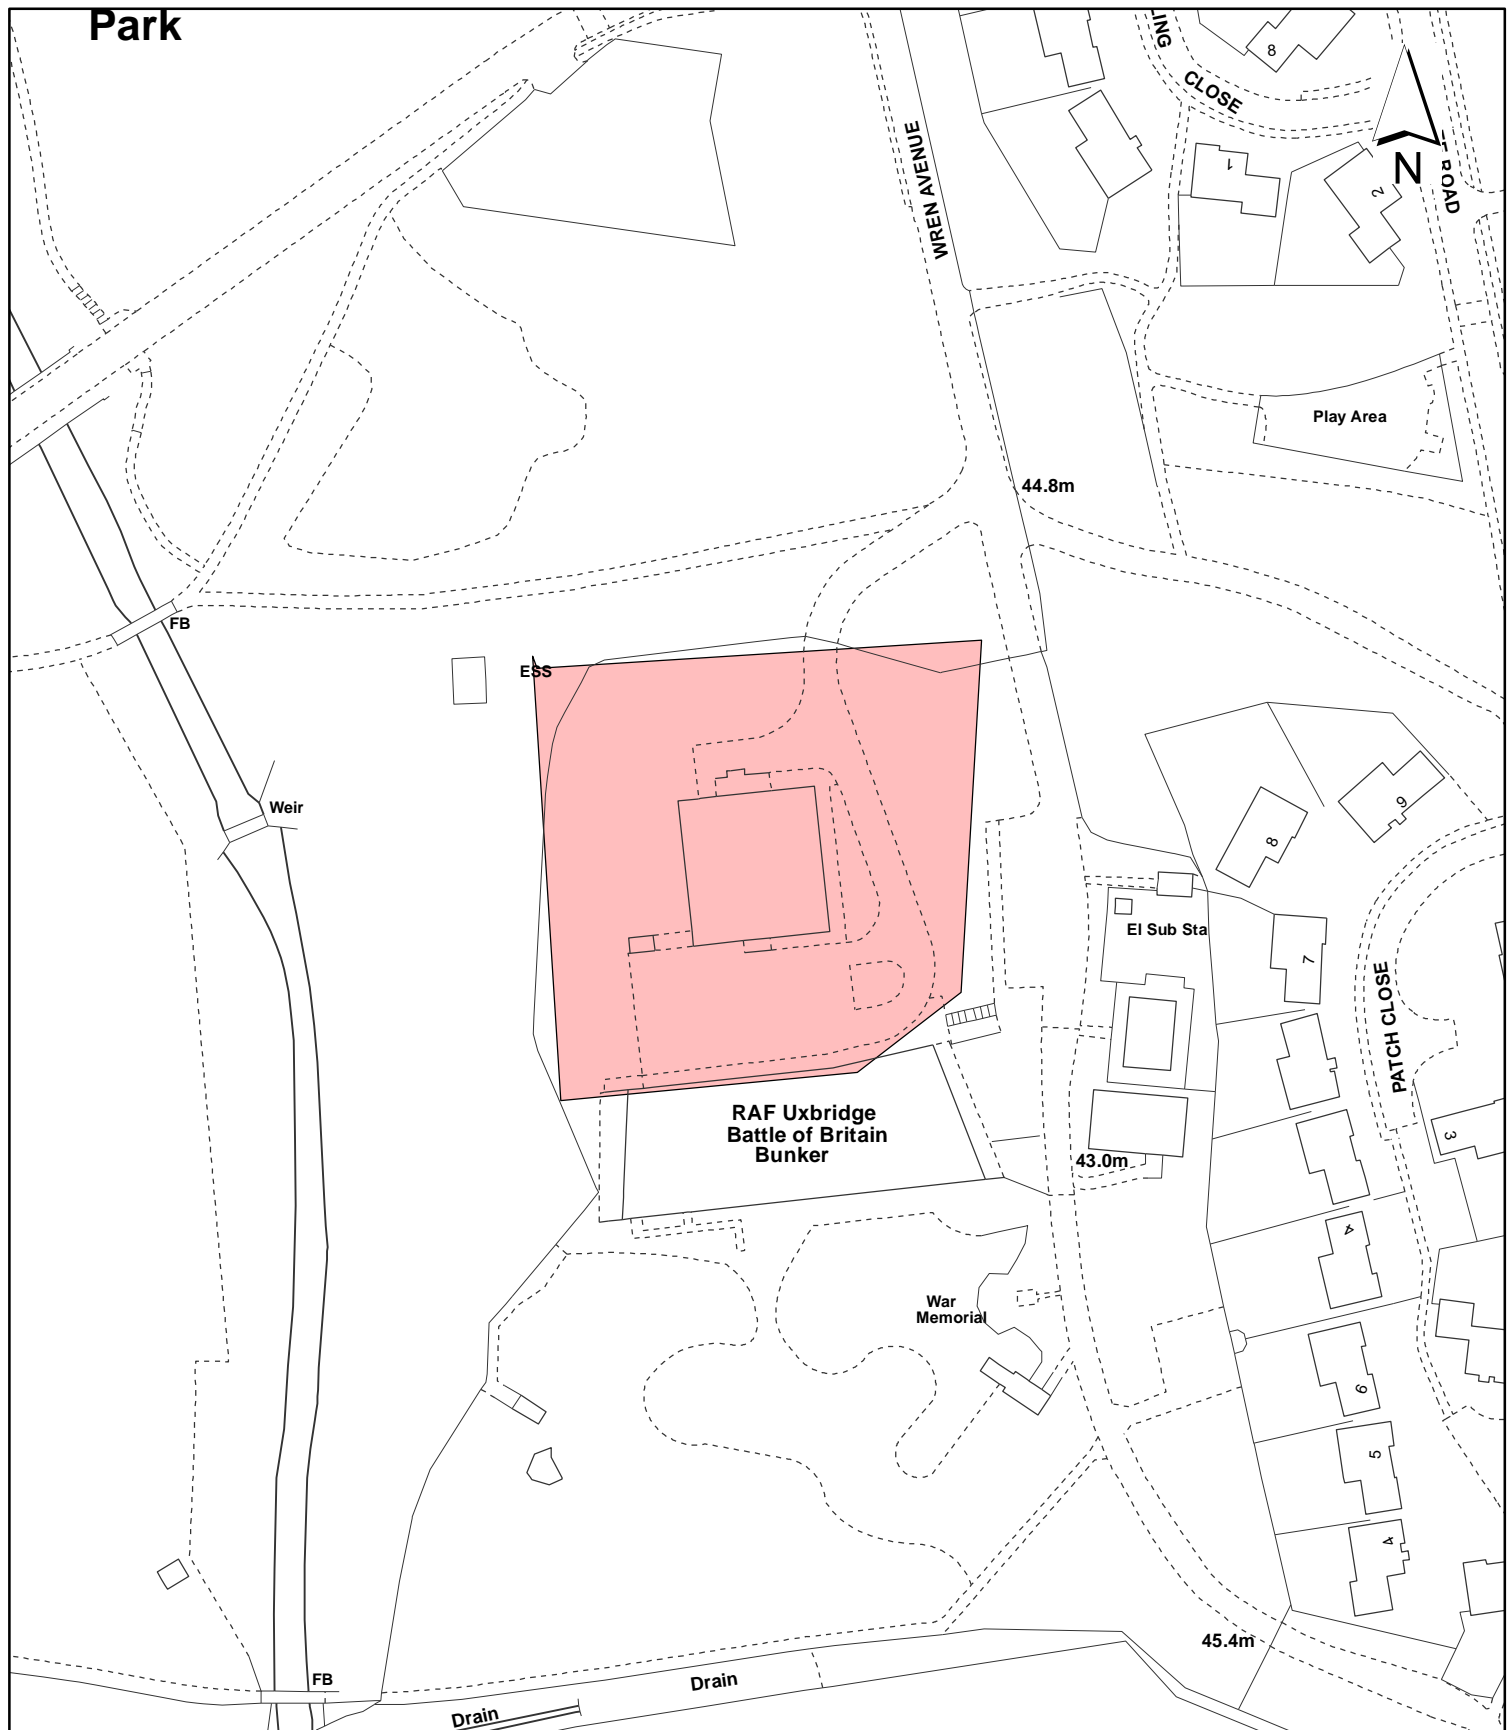 Park
LING
CLOSE
8
WREN AVENUE
1
2
N
ROAD
Play Area
44.8m
FB
ESS
Weir
9
8
El Sub Sta
7
PATCH CLOSE
RAF Uxbridge
Battle of Britain
Bunker
3
43.0m
4
War
Memorial
6
5
4
45.4m
FB
Drain
Drain